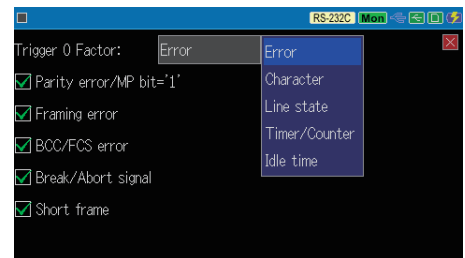 RS-232C Mon
Trigger 0 Factor: Error
Error
Character
Line state
Timer/Counter
Idle time
Parity error/MP bit='1'
Framing error
BCC/FCS error
Break/Abort signal
Short frame